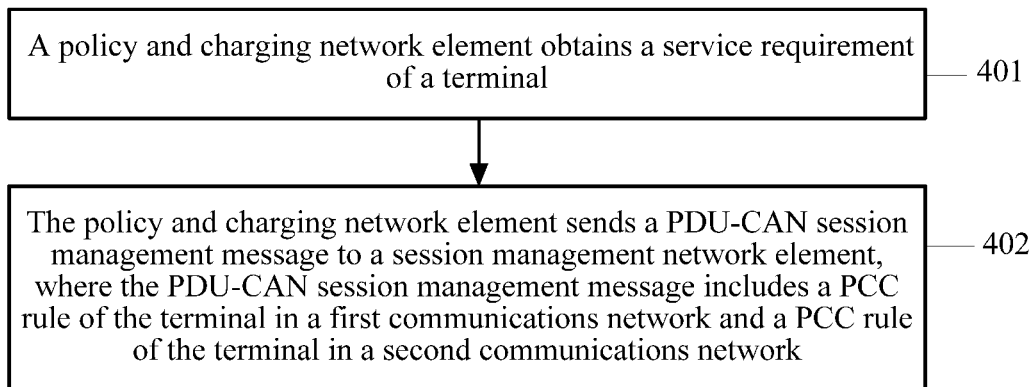 A policy and charging network element obtains a service requirement
of a terminal
401
The policy and charging network element sends a PDU-CAN session
management message to a session management network element,
where the PDU-CAN session management message includes a PCC
rule of the terminal in a first communications network and a PCC rule
of the terminal in a second communications network
402